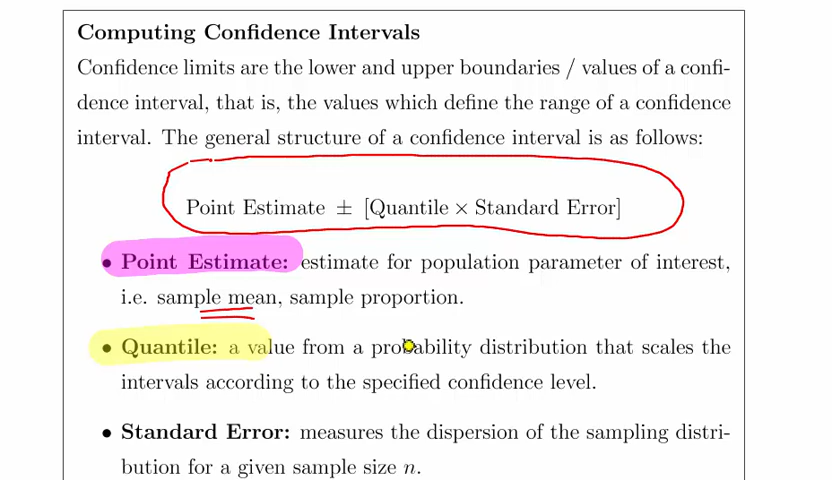 Computing Confidence Intervals
Confidence limits are the lower and upper boundaries / values of a confi-
dence interval, that is, the values which define the range of a confidence
interval. The general structure of a confidence interval is as follows:
Point Estimate ± [Quantile × Standard Error]
• Point Estimate: estimate for population parameter of interest,
i.e. sample mean, sample proportion.
• Quantile: a value from a probability distribution that scales the
intervals according to the specified confidence level.
• Standard Error: measures the dispersion of the sampling distri-
bution for a given sample size n.